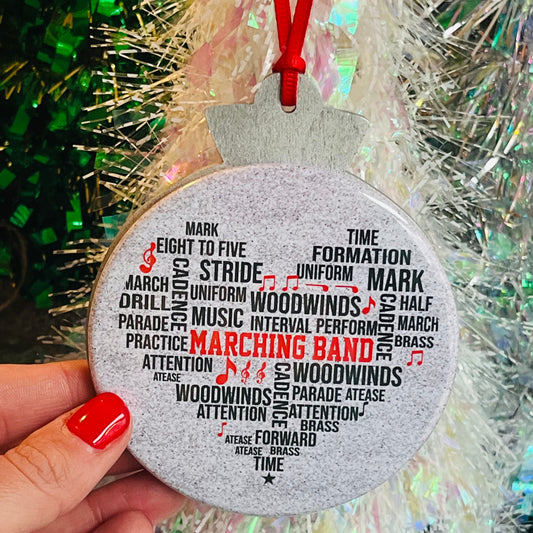 MARK
TIME
EIGHT TO FIVE
FORMATION
STRIDE
UNIFORM
MARK
MARCH
CADENCE
UNIFORM
WOODWINDS
HALF
DRILL
MUSIC
INTERVAL PERFORM
CADENCE
MARCH
PARADE
PRACTICE
MARCHING BAND
BRASS
ATTENTION
WOODWINDS
ATEASE
CADENCE
WOODWINDS
PARADE ATEASE
ATTENTION
ATTENTION
BRASS
ATEASE
FORWARD
ATEASE BRASS
TIME